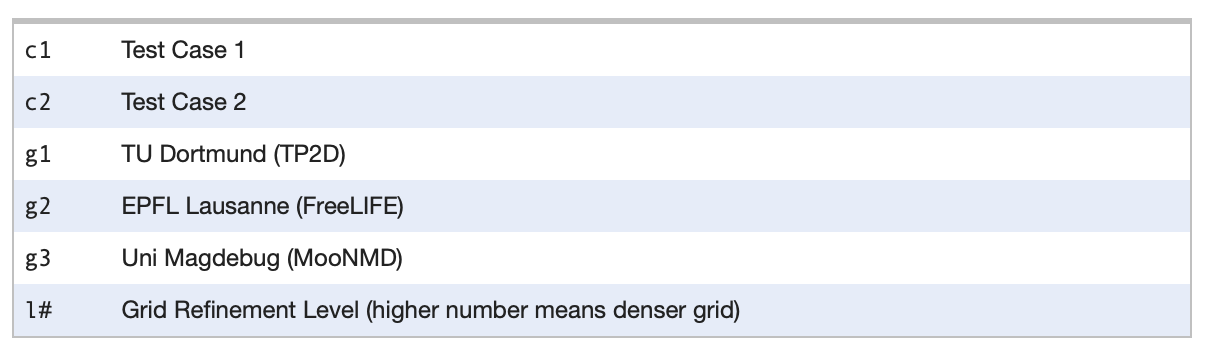 c1 Test Case 1
c2 Test Case 2
g1 TU Dortmund (TP2D)
g2 EPFL Lausanne (FreeLIFE)
g3 Uni Magdebug (MooNMD)
l# Grid Refinement Level (higher number means denser grid)